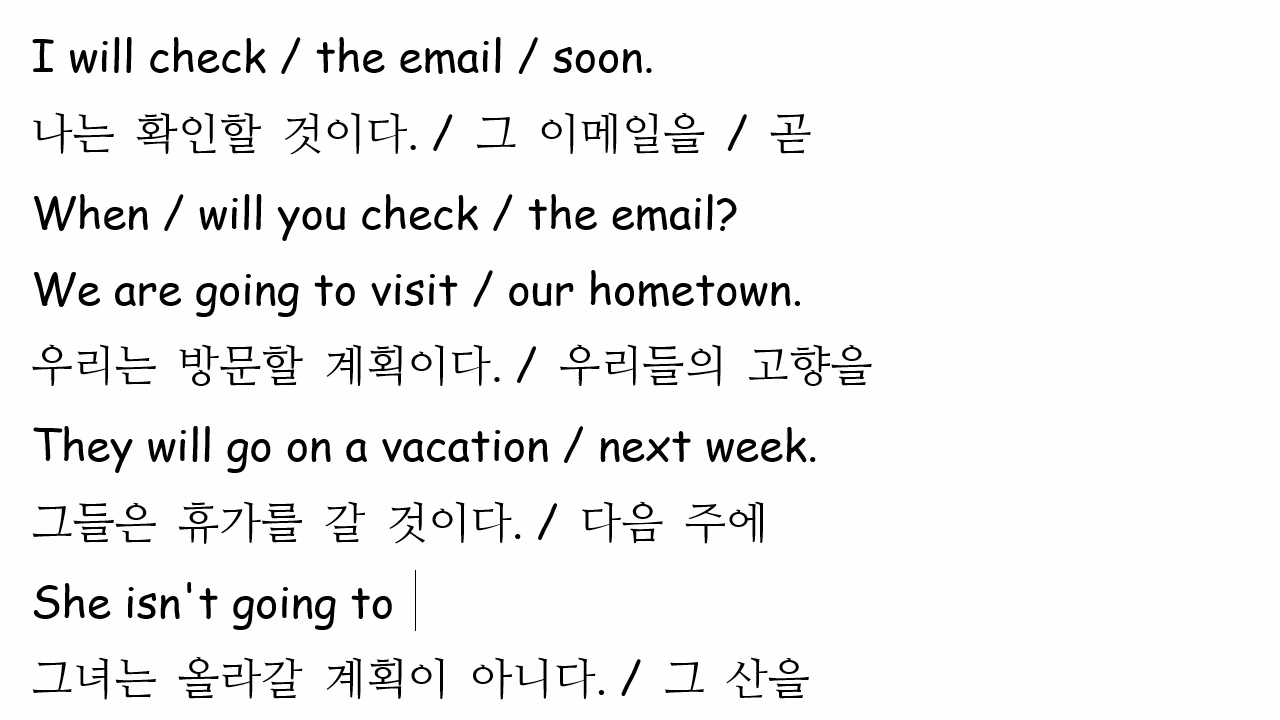 I will check / the email / soon.
나는 확인할 것이다. / 그 이메일을 / 곧
When / will you check / the email?
We are going to visit / our hometown.
우리는 방문할 계획이다. / 우리들의 고향을
They will go on a vacation / next week.
그들은 휴가를 갈 것이다. / 다음 주에
She isn't going to
그녀는 올라갈 계획이 아니다. / 그 산을